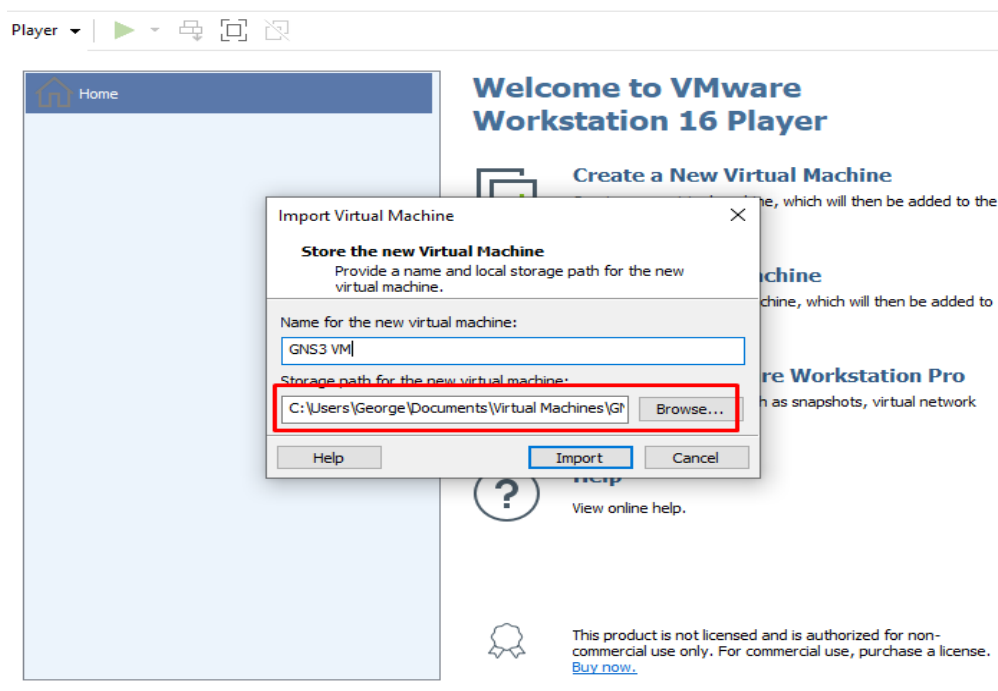 Player
Home
Welcome to VMware
Workstation 16 Player
Create a New Virtual Machine
which will then be added to the
Import Virtual Machine
Store the new Virtual Machine
Provide a name and local storage path for the new
virtual machine.
which will then be added to
Name for the new virtual machine:
GNS3 VM
Storage path for the new virtual machine:
Workstation Pro
C:\Users\George\Documents\Virtual Machines\GN
Browse...
as snapshots, virtual network
Help
Import
Cancel
Help
?
View online help.
This product is not licensed and is authorized for non-
commercial use only. For commercial use, purchase a license.
Buy now.